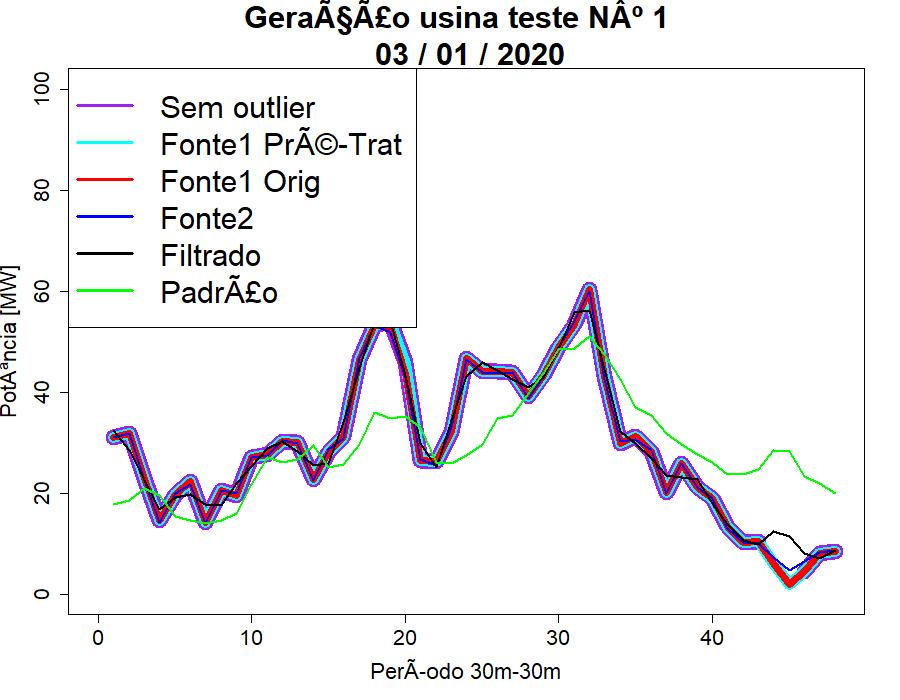 GeraÃ§Ã£o usina teste NÂº 1
03 / 01 / 2020
Sem outlier
Fonte1 PrÃ©-Trat
Fonte1 Orig
Fonte2
Filtrado
PadrÃ£o
PotÃªncia [MW]
100
80
60
40
20
0
0 10 20 30 40
PerÃ-odo 30m-30m